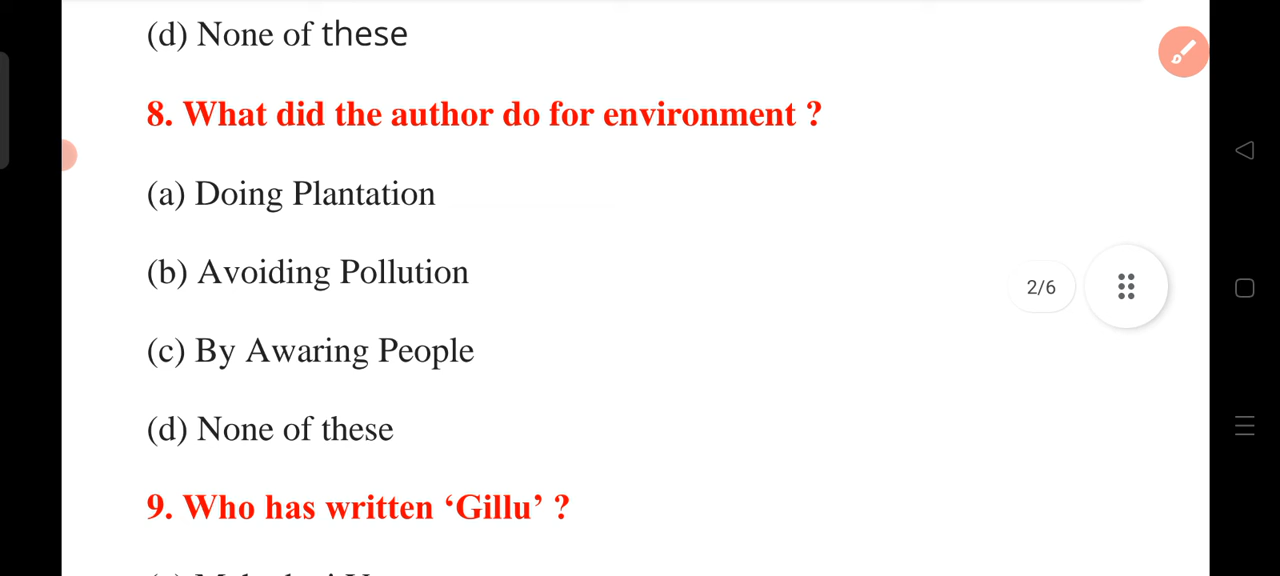 (d) None of these
8. What did the author do for environment ?
(a) Doing Plantation
(b) Avoiding Pollution
2/6
(c) By Awaring People
(d) None of these
9. Who has written ‘Gillu’ ?